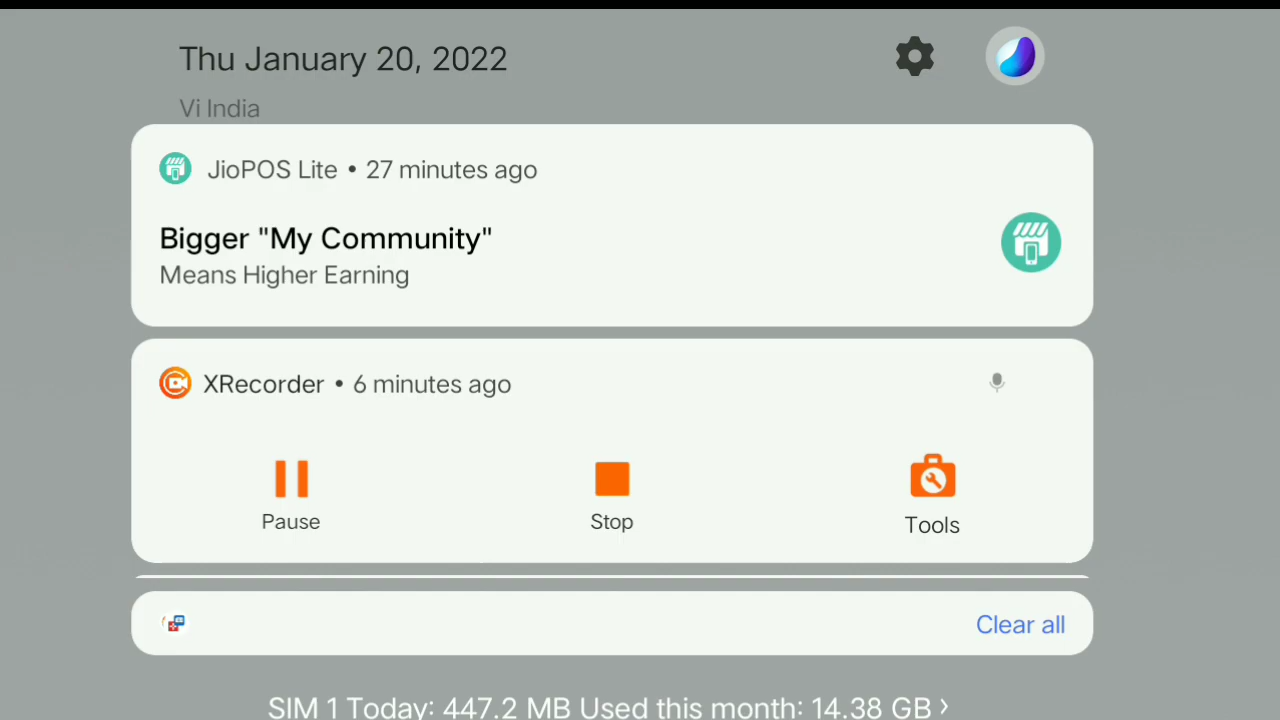 Thu January 20, 2022
Vi India
JioPOS Lite • 27 minutes ago
Bigger "My Community"
Means Higher Earning
XRecorder • 6 minutes ago
Pause
Stop
Tools
Clear all
SIM 1 Today: 447.2 MB Used this month: 14.38 GB ›